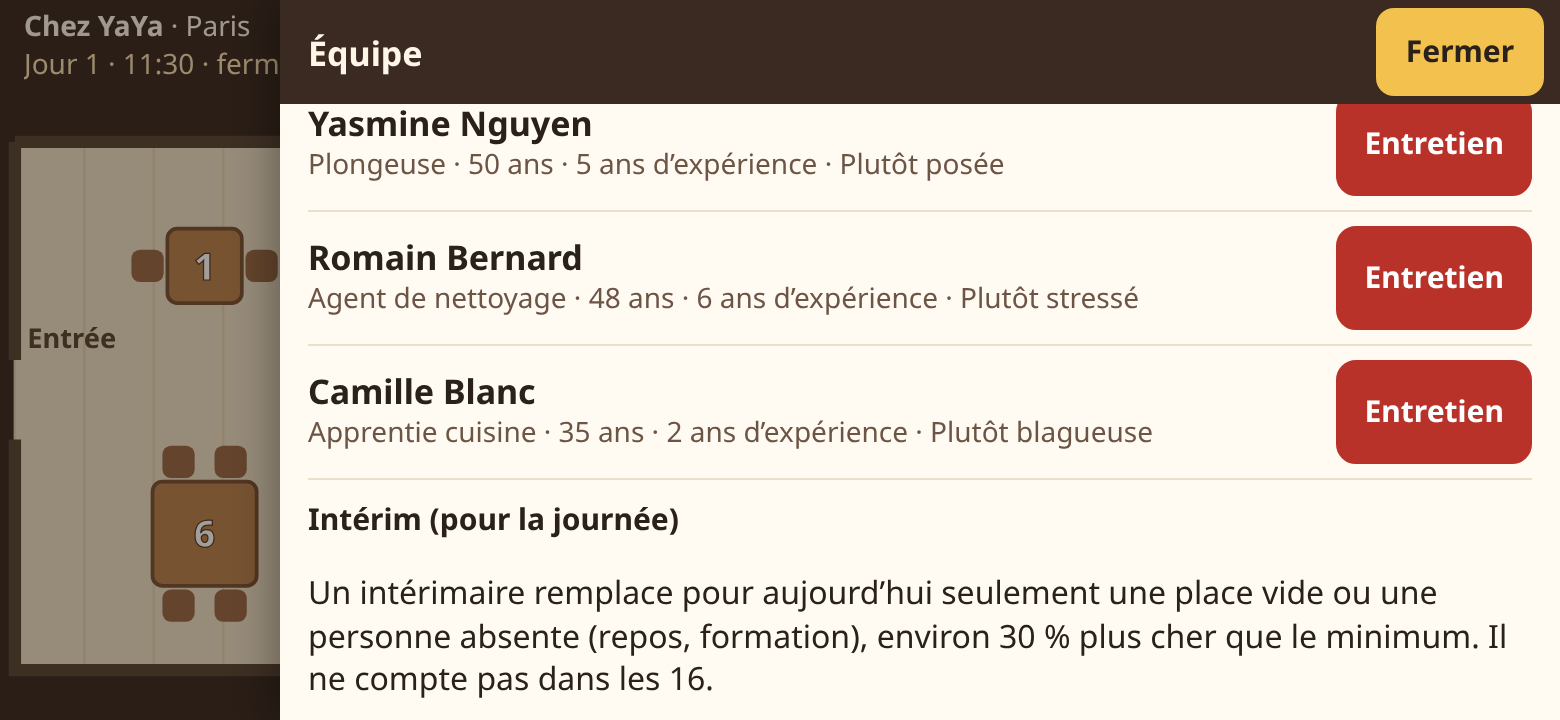 Chez YaYa · Paris
Jour 1 · 11:30 · ferm
Équipe
Fermer
Yasmine Nguyen
Plongeuse · 50 ans · 5 ans d’expérience · Plutôt posée
Entretien
Romain Bernard
Agent de nettoyage · 48 ans · 6 ans d’expérience · Plutôt stressé
Entretien
Camille Blanc
Apprentie cuisine · 35 ans · 2 ans d’expérience · Plutôt blagueuse
Entretien
Intérim (pour la journée)
Un intérimaire remplace pour aujourd’hui seulement une place vide ou une
personne absente (repos, formation), environ 30 % plus cher que le minimum. Il
ne compte pas dans les 16.
1
Entrée
6